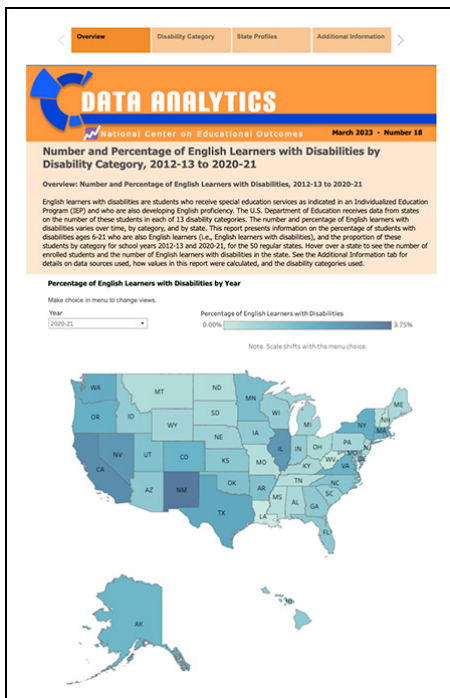 Overview
Disability Category
State Profiles
Additional Information
DATA ANALYTICS
National Center on Educational Outcomes
March 2023 - Number 18
Number and Percentage of English Learners with Disabilities by
Disability Category, 2012-13 to 2020-21
Overview: Number and Percentage of English Learners with Disabilities, 2012-13 to 2020-21
English learners with disabilities are students who receive special education services as indicated in an Individualized Education
Program (IEP) and who are also developing English proficiency. The U.S. Department of Education receives data from states
on the number of these students in each of 13 disability categories. The number and percentage of English learners with
disabilities varies over time, by category, and by state. This report presents information on the percentage of students with
disabilities ages 6-21 who are also English learners (i.e., English learners with disabilities), and the proportion of these
students by category for school years 2012-13 and 2020-21, for the 50 regular states. Hover over a state to see the number of
enrolled students and the number of English learners with disabilities in the state. See the Additional Information tab for
details on data sources used, how values in this report were calculated, and the disability categories used.
Percentage of English Learners with Disabilities by Year
Make choice in menu to change views.
Year
2020-21
Percentage of English Learners with Disabilities
0.00%
3.75%
Note. Scale shifts with the menu choice.
WA
MT
ND
MN
ME
OR
ID
SD
WI
MI
NY
NH
MA
WY
IA
NE
PA
NJ
NV
UT
CO
KS
IL
IN
OH
MO
WV
VA
KY
CA
AZ
NM
OK
AR
TN
NC
SC
TX
LA
MS
AL
GA
FL
AK
HI